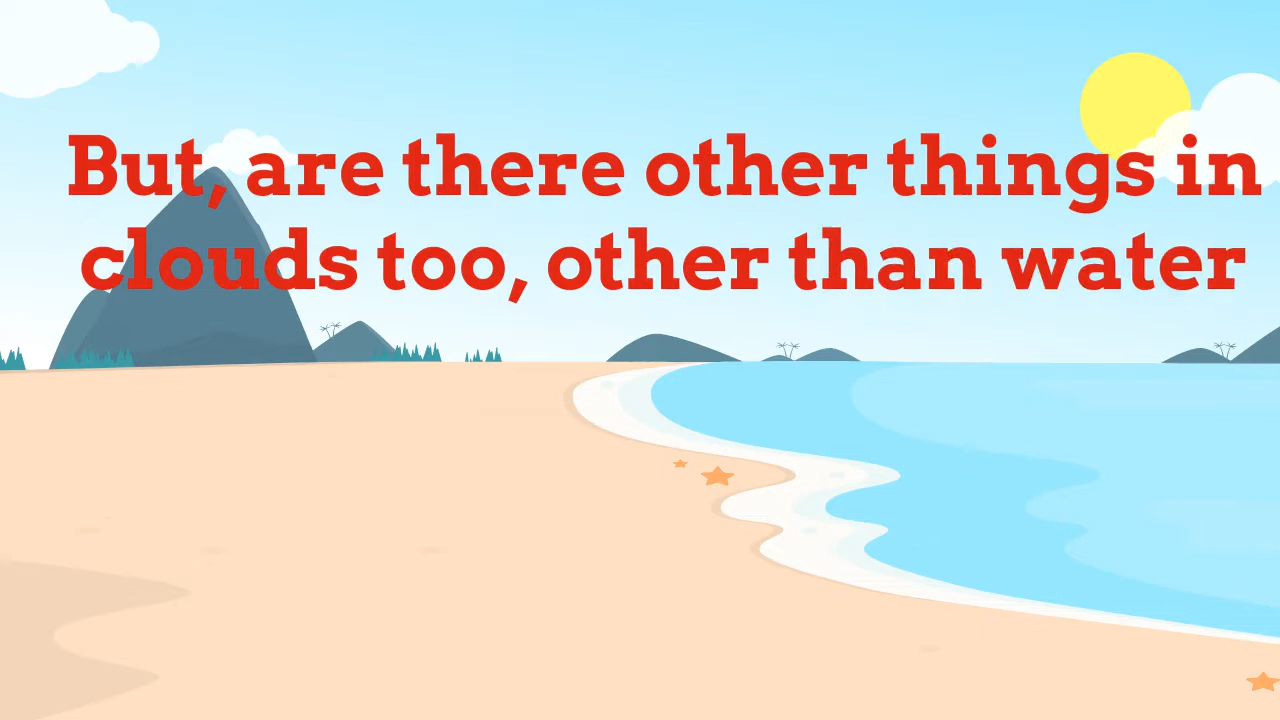 But, are there other things in
clouds too, other than water